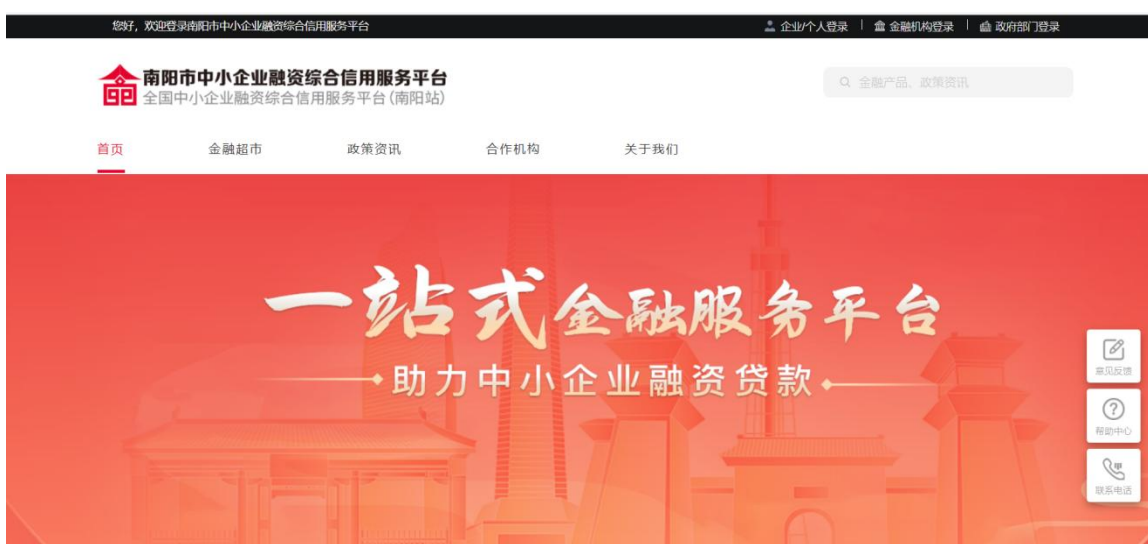 您好，欢迎登录南阳市中小企业融资综合信用服务平台
企业/个人登录
金融机构登录
政府部门登录
南阳市中小企业融资综合信用服务平台
全国中小企业融资综合信用服务平台(南阳站)
金融产品、政策资讯
首页
金融超市
政策资讯
合作机构
关于我们
一站式金融服务平台
助力中小企业融资贷款
意见反馈
帮助中心
联系电话